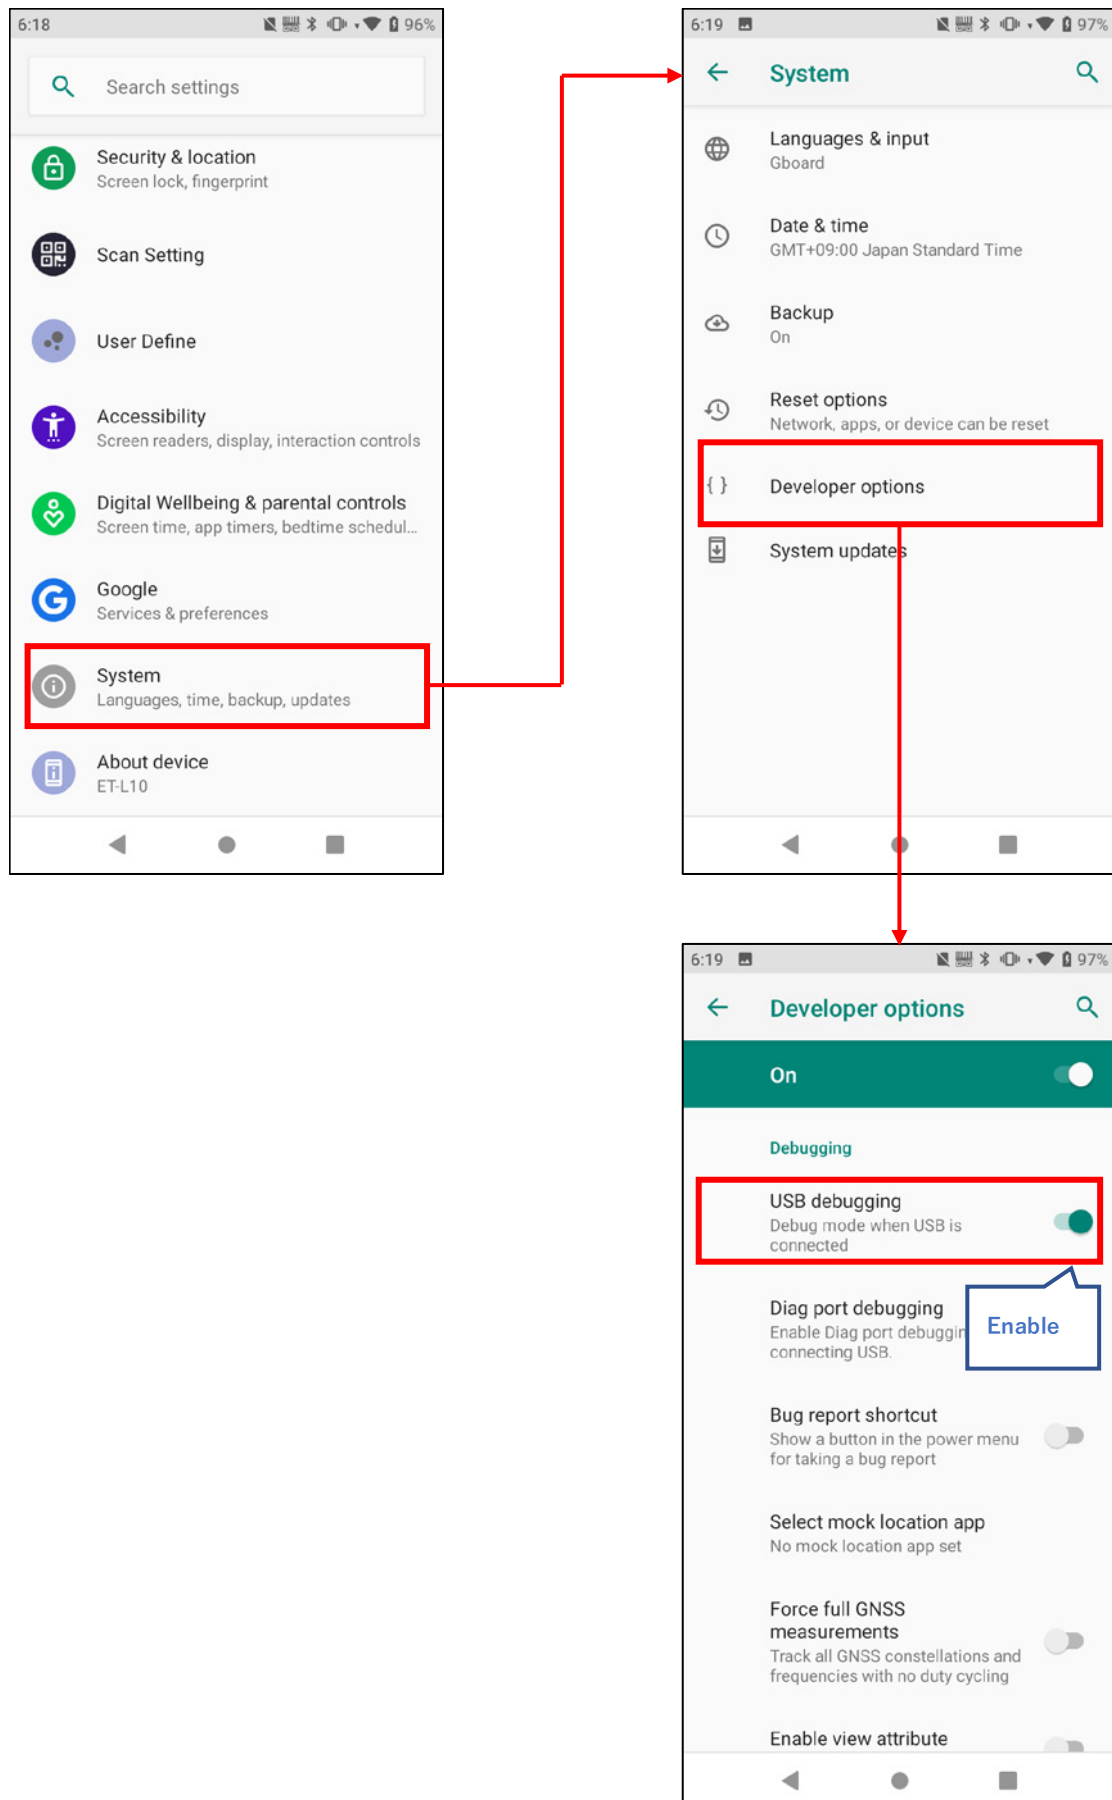 6:18 96%
Search settings
Security & location
Screen lock, fingerprint
Scan Setting
User Define
Accessibility
Screen readers, display, interaction controls
Digital Wellbeing & parental controls
Screen time, app timers, bedtime schedul...
Google
Services & preferences
System
Languages, time, backup, updates
About device
ET-L10
6:19 97%
System
Languages & input
Gboard
Date & time
GMT+09:00 Japan Standard Time
Backup
On
Reset options
Network, apps, or device can be reset
{ } Developer options
System updates
6:19 97%
Developer options
On
Debugging
USB debugging
Debug mode when USB is
connected
Enable
Diag port debugging
Enable Diag port debuggin
connecting USB.
Bug report shortcut
Show a button in the power menu
for taking a bug report
Select mock location app
No mock location app set
Force full GNSS
measurements
Track all GNSS constellations and
frequencies with no duty cycling
Enable view attribute